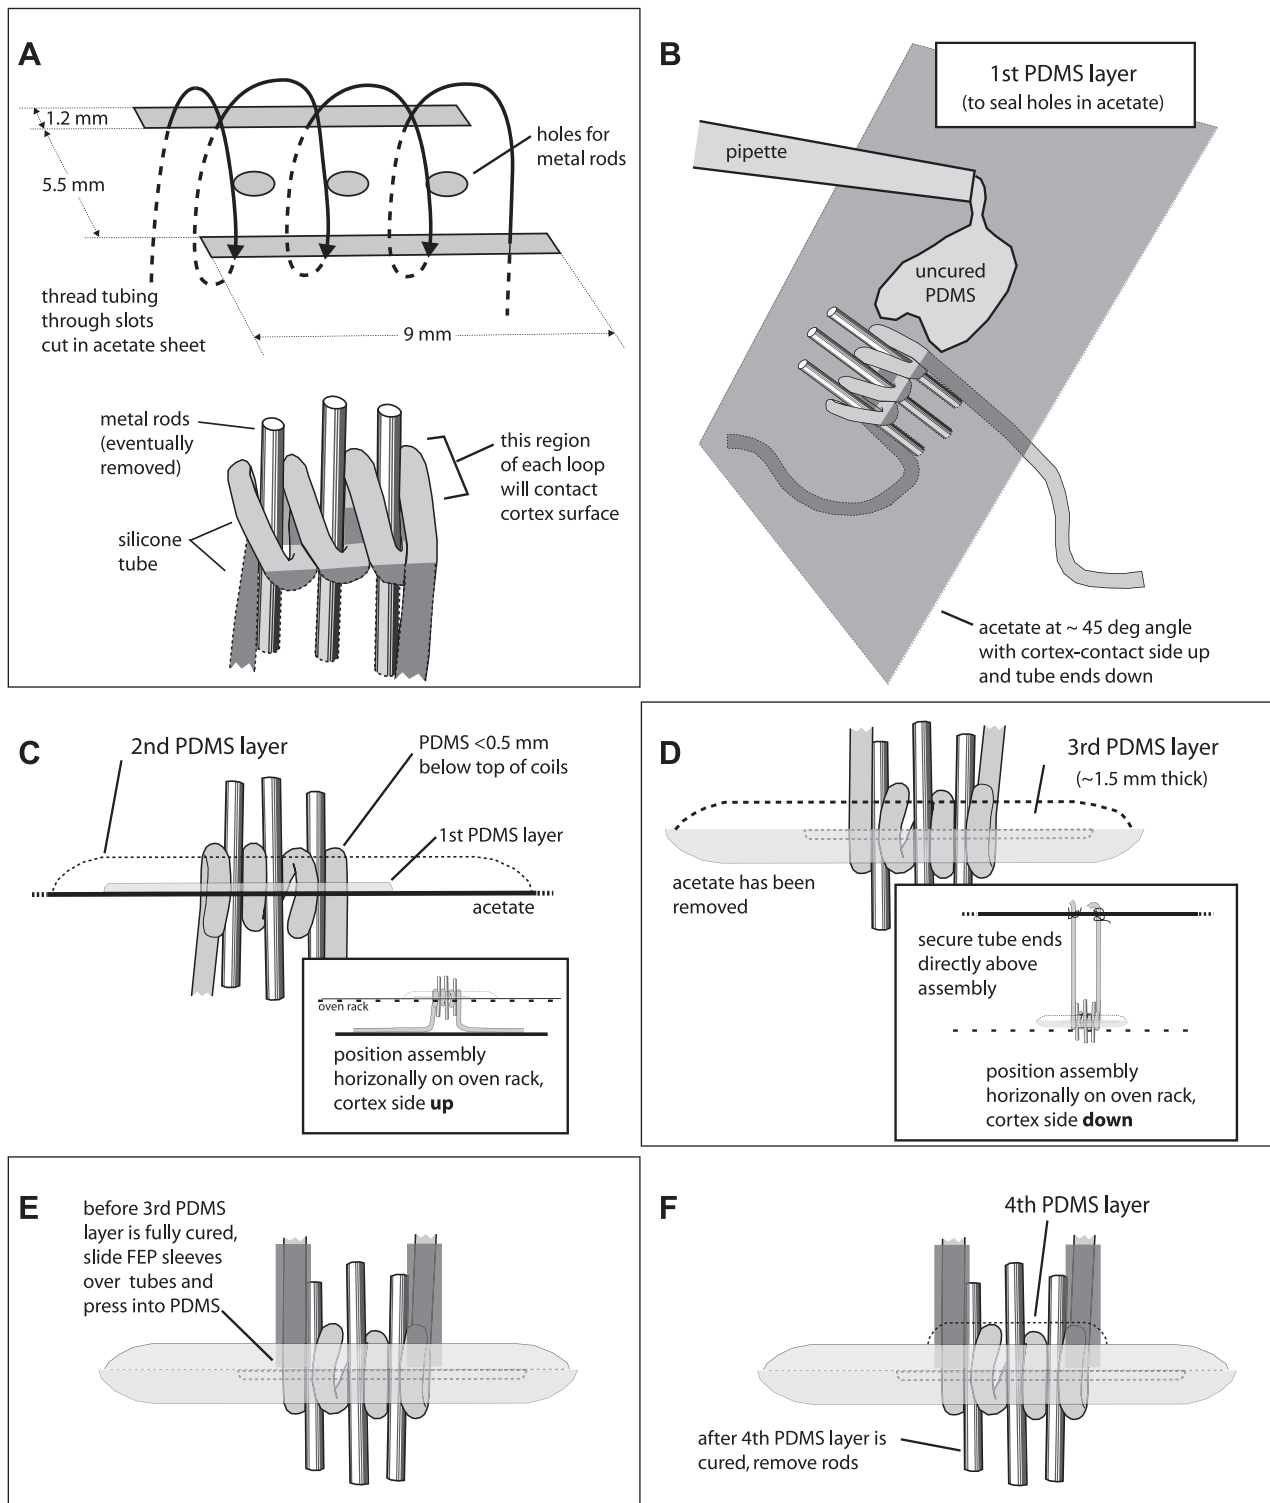 A
1.2 mm
5.5 mm
holes for
metal rods
thread tubing
through slots
cut in acetate sheet
9 mm
metal rods
(eventually
removed)
this region
of each loop
will contact
cortex surface
silicone
tube
B
1st PDMS layer
(to seal holes in acetate)
pipette
uncured
PDMS
acetate at ~ 45 deg angle
with cortex-contact side up
and tube ends down
C
2nd PDMS layer
PDMS <0.5 mm
below top of coils
1st PDMS layer
acetate
oven rack
position assembly
horizonally on oven rack,
cortex side up
D
3rd PDMS layer
(~1.5 mm thick)
acetate has been
removed
secure tube ends
directly above
assembly
position assembly
horizonally on oven rack,
cortex side down
E
before 3rd PDMS
layer is fully cured,
slide FEP sleeves
over tubes and
press into PDMS
F
4th PDMS layer
after 4th PDMS layer is
cured, remove rods